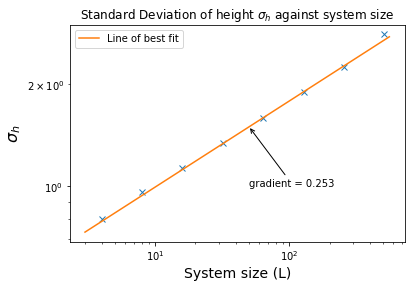 Standard Deviation of height σₕ against system size
Line of best fit
2 × 10⁰
σₕ
10⁰
gradient = 0.253
10¹
10²
System size (L)